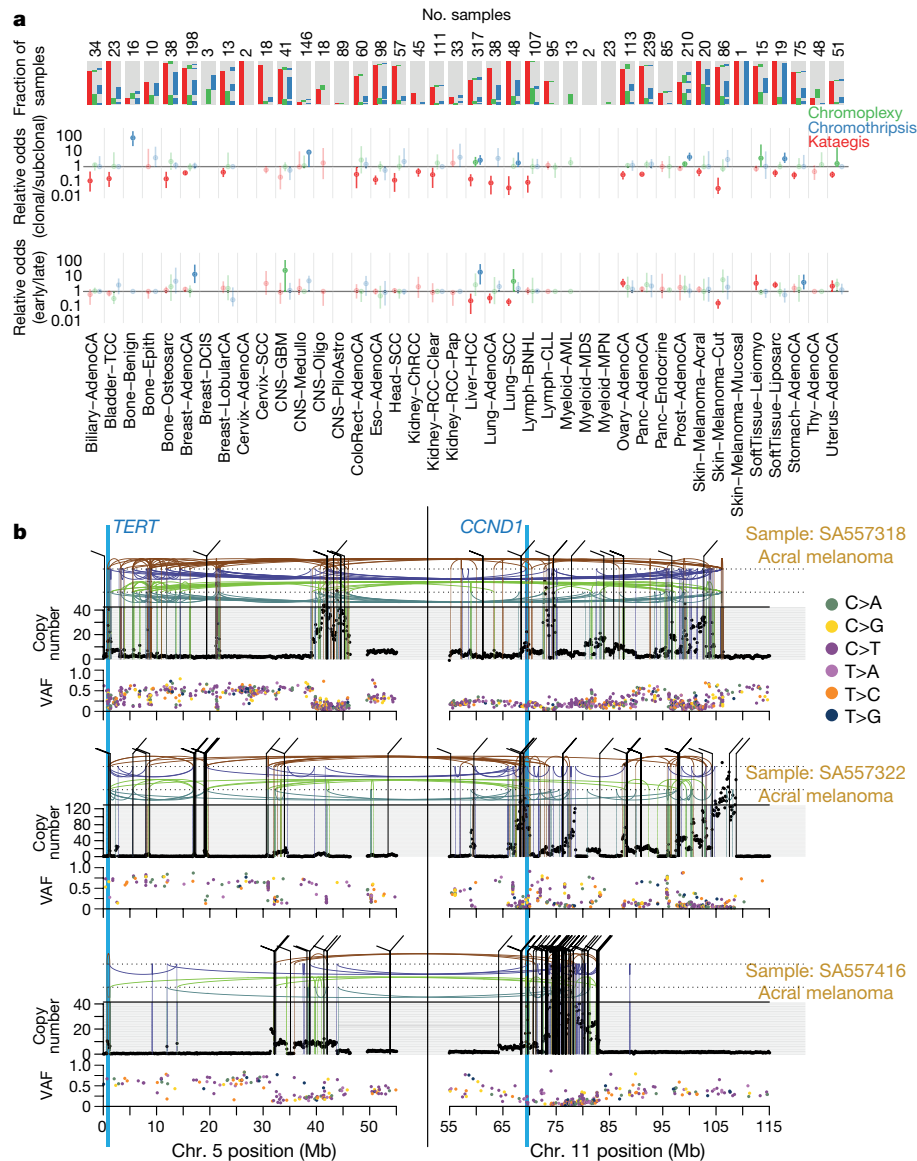 a
No. samples
34 23 16 10 38 198 3 13 2 18 41 146 18 89 60 98 57 45 111 33 317 38 48 107 95 13 2 23 113 239 85 210 20 86 1 15 19 75 48 51
Fraction of
samples
Chromoplexy
Chromothripsis
Kataegis
Relative odds
(clonal/subclonal)
100
10
1
0.1
0.01
Relative odds
(early/late)
100
10
1
0.1
0.01
Biliary–AdenoCA
Bladder–TCC
Bone–Benign
Bone–Epith
Bone–Osteosarc
Breast–AdenoCA
Breast–DCIS
Breast–LobularCA
Cervix–AdenoCA
Cervix–SCC
CNS–GBM
CNS–Medullo
CNS–Oligo
CNS–PiloAstro
ColoRect–AdenoCA
Eso–AdenoCA
Head–SCC
Kidney–ChRCC
Kidney–RCC–Clear
Kidney–RCC–Pap
Liver–HCC
Lung–AdenoCA
Lung–SCC
Lymph–BNHL
Lymph–CLL
Myeloid–AML
Myeloid–MDS
Myeloid–MPN
Ovary–AdenoCA
Panc–AdenoCA
Panc–Endocrine
Prost–AdenoCA
Skin–Melanoma–Acral
Skin–Melanoma–Cut
Skin–Melanoma–Mucosal
SoftTissue–Leiomyo
SoftTissue–Liposarc
Stomach–AdenoCA
Thy–AdenoCA
Uterus–AdenoCA
b
TERT
CCND1
Sample: SA557318
Acral melanoma
Copy
number
40
20
0
VAF
1.0
0.5
0
C>A
C>G
C>T
T>A
T>C
T>G
Sample: SA557322
Acral melanoma
Copy
number
120
80
40
0
VAF
1.0
0.5
0
Sample: SA557416
Acral melanoma
Copy
number
40
20
0
VAF
1.0
0.5
0
0 10 20 30 40 50 55 65 70 75 85 95 105 115
Chr. 5 position (Mb)
Chr. 11 position (Mb)